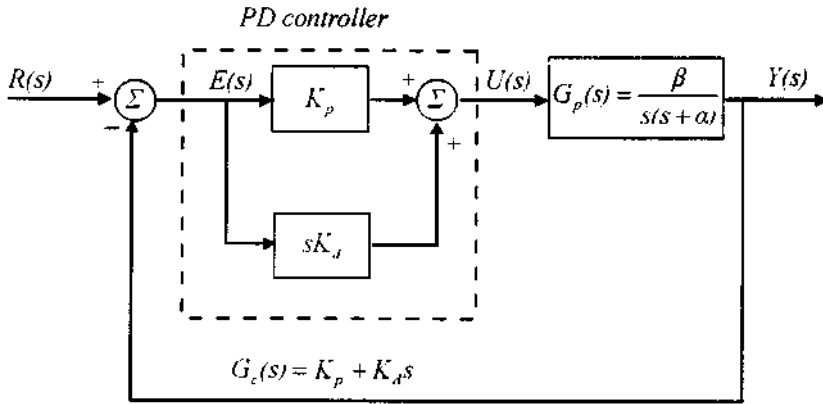 PD controller
R(s)
+
Σ
−
E(s)
K_p
+
Σ
+
U(s)
G_p(s) = β / s(s + α)
Y(s)
sK_d
G_c(s) = K_p + K_d s